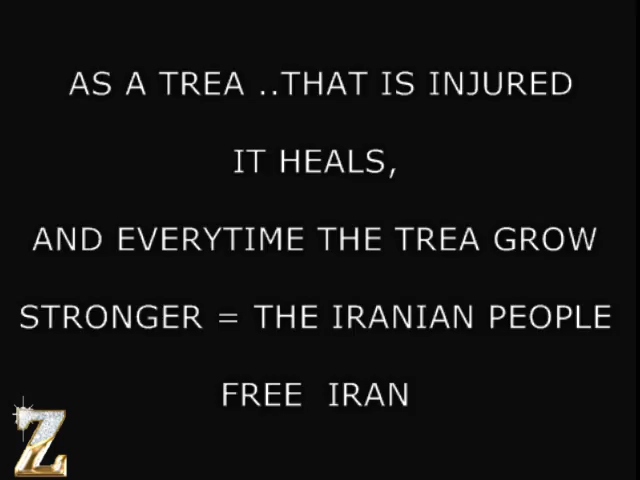 AS A TREA ..THAT IS INJURED
IT HEALS,
AND EVERYTIME THE TREA GROW
STRONGER = THE IRANIAN PEOPLE
FREE IRAN
Z